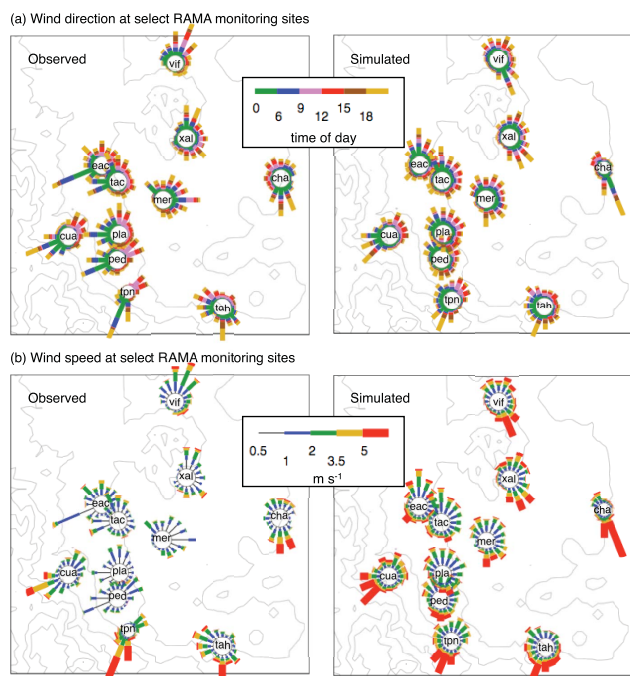 (a) Wind direction at select RAMA monitoring sites
Observed
Simulated
vif
xal
eac
tac
mer
cha
cua
pla
ped
tpn
tah
0 6 9 12 15 18
time of day
vif
xal
eac
tac
mer
cha
cua
pla
ped
tpn
tah
(b) Wind speed at select RAMA monitoring sites
Observed
Simulated
vif
xal
eac
tac
mer
cha
cua
pla
ped
tpn
tah
0.5 1 2 3.5 5
m s⁻¹
vif
xal
eac
tac
mer
cha
cua
pla
ped
tpn
tah